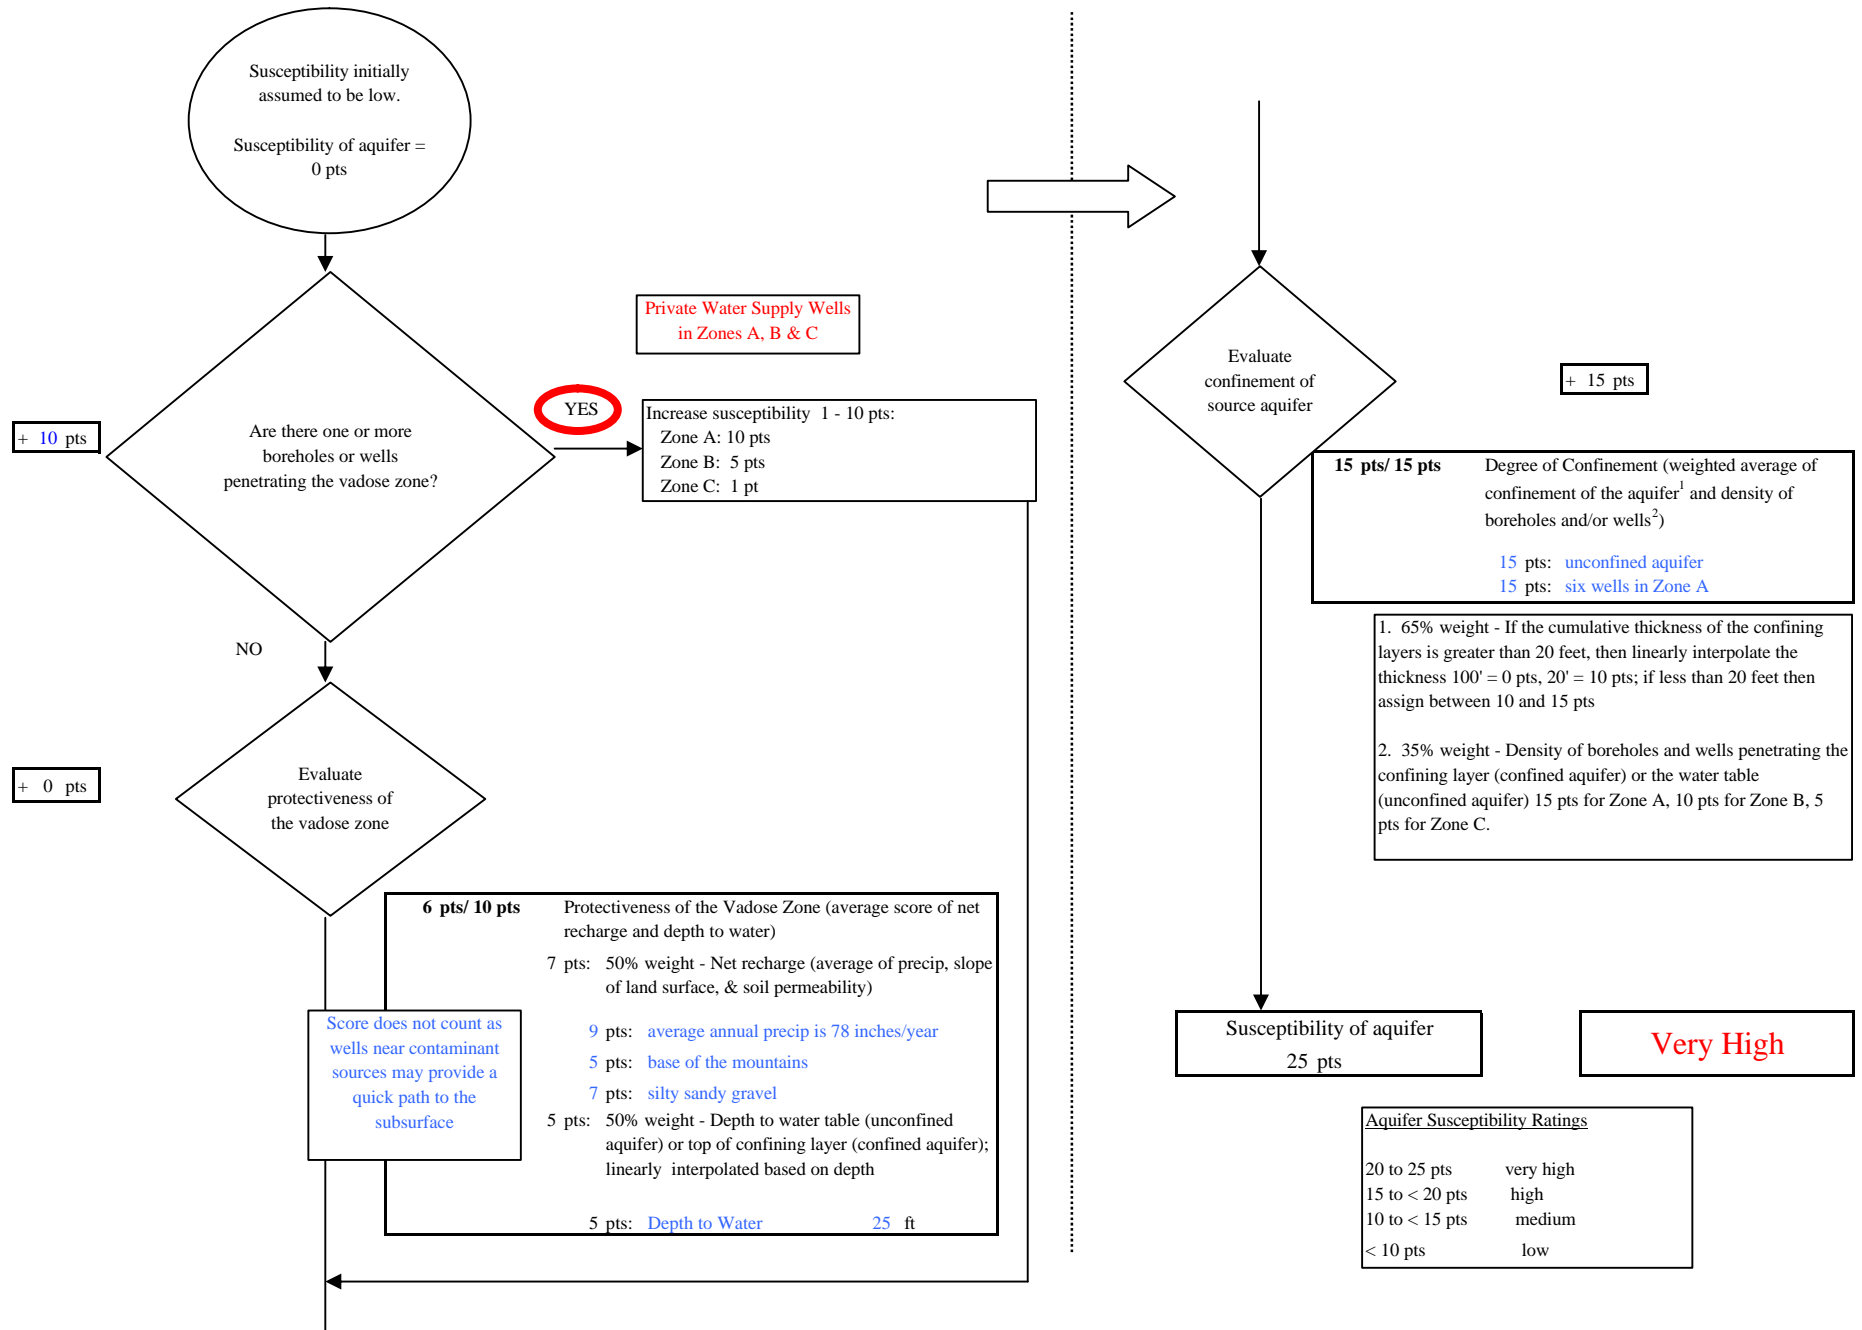 Susceptibility initially
assumed to be low.
Susceptibility of aquifer =
0 pts
Private Water Supply Wells
in Zones A, B & C
YES
+ 10 pts
Are there one or more
boreholes or wells
penetrating the vadose zone?
Increase susceptibility 1 - 10 pts:
Zone A: 10 pts
Zone B: 5 pts
Zone C: 1 pt
NO
+ 0 pts
Evaluate
protectiveness of
the vadose zone
6 pts/ 10 pts Protectiveness of the Vadose Zone (average score of net
recharge and depth to water)
7 pts: 50% weight - Net recharge (average of precip, slope
of land surface, & soil permeability)
9 pts: average annual precip is 78 inches/year
5 pts: base of the mountains
7 pts: silty sandy gravel
5 pts: 50% weight - Depth to water table (unconfined
aquifer) or top of confining layer (confined aquifer);
linearly interpolated based on depth
5 pts: Depth to Water 25 ft
Score does not count as
wells near contaminant
sources may provide a
quick path to the
subsurface
Evaluate
confinement of
source aquifer
+ 15 pts
15 pts/ 15 pts Degree of Confinement (weighted average of
confinement of the aquifer1 and density of
boreholes and/or wells2)
15 pts: unconfined aquifer
15 pts: six wells in Zone A
1. 65% weight - If the cumulative thickness of the confining
layers is greater than 20 feet, then linearly interpolate the
thickness 100' = 0 pts, 20' = 10 pts; if less than 20 feet then
assign between 10 and 15 pts
2. 35% weight - Density of boreholes and wells penetrating the
confining layer (confined aquifer) or the water table
(unconfined aquifer) 15 pts for Zone A, 10 pts for Zone B, 5
pts for Zone C.
Susceptibility of aquifer
25 pts
Very High
Aquifer Susceptibility Ratings
20 to 25 pts very high
15 to < 20 pts high
10 to < 15 pts medium
< 10 pts low